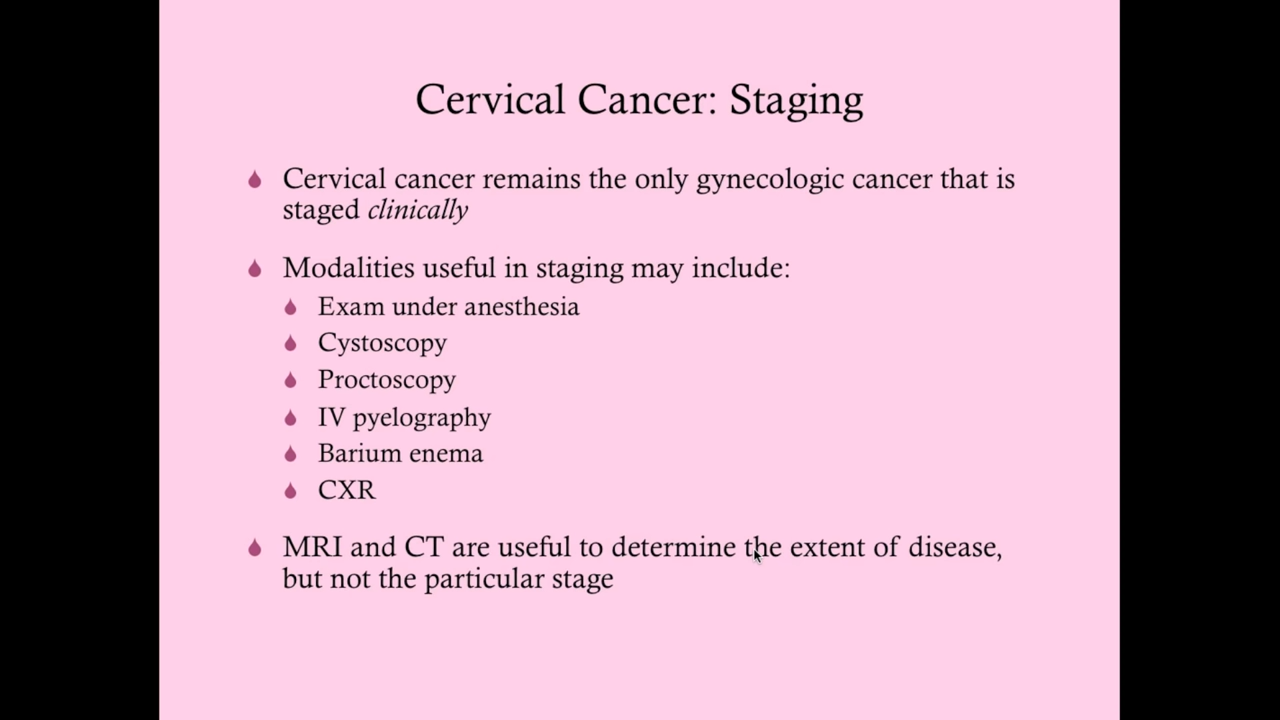 Cervical Cancer: Staging
Cervical cancer remains the only gynecologic cancer that is
staged clinically
Modalities useful in staging may include:
Exam under anesthesia
Cystoscopy
Proctoscopy
IV pyelography
Barium enema
CXR
MRI and CT are useful to determine the extent of disease,
but not the particular stage